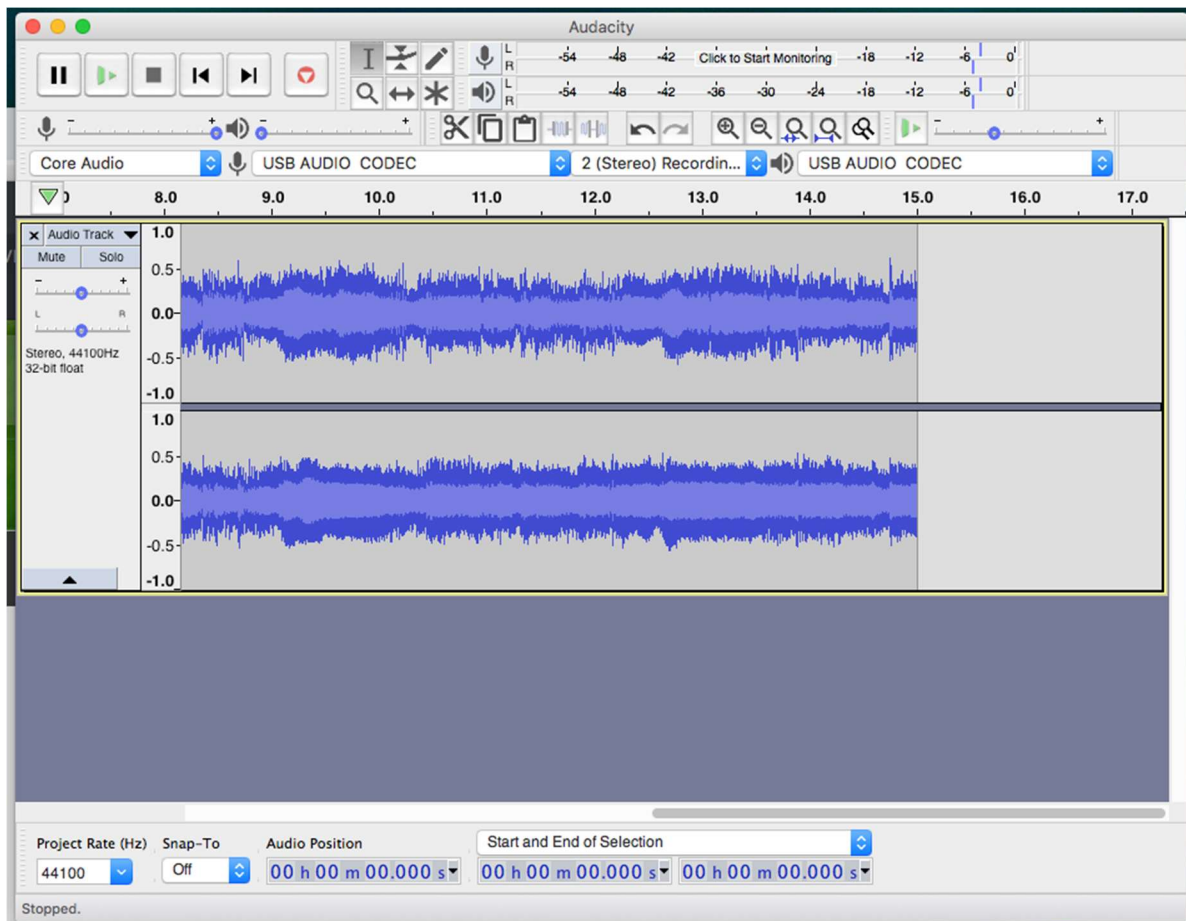 Audacity
L
R
-54 -48 -42 Click to Start Monitoring -18 -12 -6 0
L
R
-54 -48 -42 -36 -30 -24 -18 -12 -6 0
- + - +
- +
Core Audio USB AUDIO CODEC 2 (Stereo) Recordin... USB AUDIO CODEC
8.0 9.0 10.0 11.0 12.0 13.0 14.0 15.0 16.0 17.0
x Audio Track
Mute Solo
- +
L R
Stereo, 44100Hz
32-bit float
1.0
0.5
0.0
-0.5
-1.0
1.0
0.5
0.0
-0.5
-1.0
Project Rate (Hz) Snap-To Audio Position Start and End of Selection
44100 Off 00 h 00 m 00.000 s 00 h 00 m 00.000 s 00 h 00 m 00.000 s
Stopped.